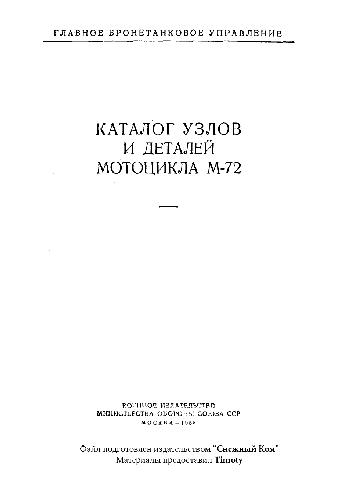 ГЛАВНОЕ БРОНЕТАНКОВОЕ УПРАВЛЕНИЕ
КАТАЛОГ УЗЛОВ
И ДЕТАЛЕЙ
МОТОЦИКЛА М-72
ВОЕННОЕ ИЗДАТЕЛЬСТВО
МИНИСТЕРСТВА ОБОРОНЫ СОЮЗА ССР
МОСКВА —
Файл подготовлен издательством "Снежный Ком"
Материалы предоставил Timoty